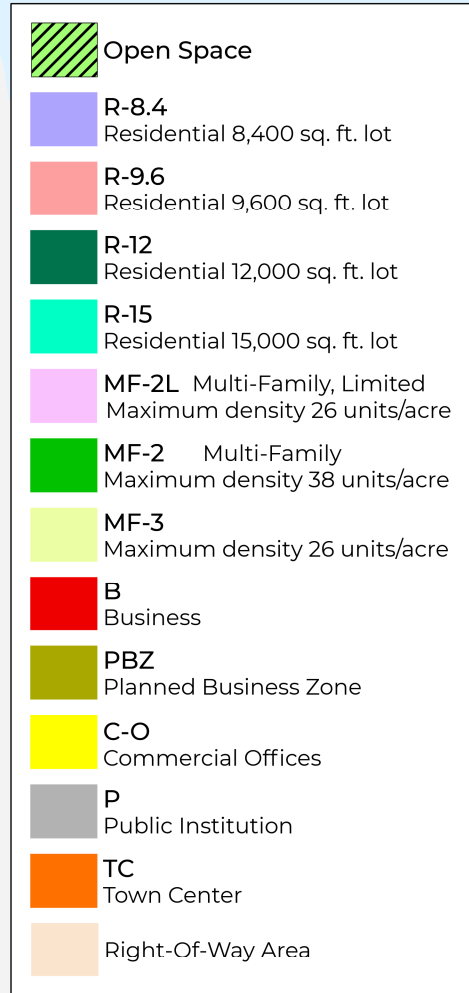 Open Space
R-8.4
Residential 8,400 sq. ft. lot
R-9.6
Residential 9,600 sq. ft. lot
R-12
Residential 12,000 sq. ft. lot
R-15
Residential 15,000 sq. ft. lot
MF-2L Multi-Family, Limited
Maximum density 26 units/acre
MF-2 Multi-Family
Maximum density 38 units/acre
MF-3
Maximum density 26 units/acre
B
Business
PBZ
Planned Business Zone
C-O
Commercial Offices
P
Public Institution
TC
Town Center
Right-Of-Way Area